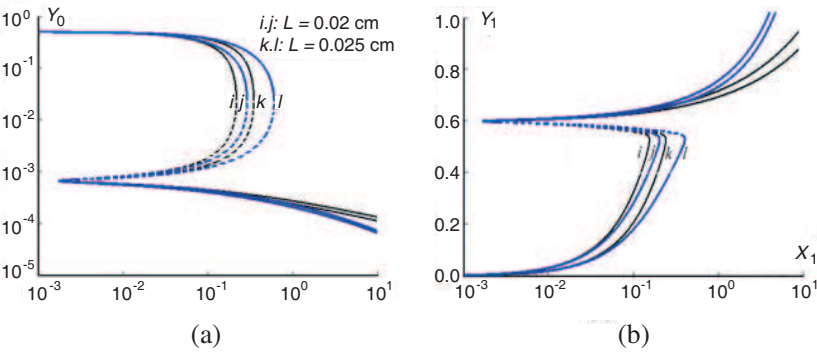 Y0
i.j: L = 0.02 cm
k.l: L = 0.025 cm
10^0
10^-1
10^-2
10^-3
10^-4
10^-5
i j k l
10^-3 10^-2 10^-1 10^0 10^1
(a)
Y1
1.0
0.8
0.6
0.4
0.2
0.0
i j k l
X1
10^-3 10^-2 10^-1 10^0 10^1
(b)